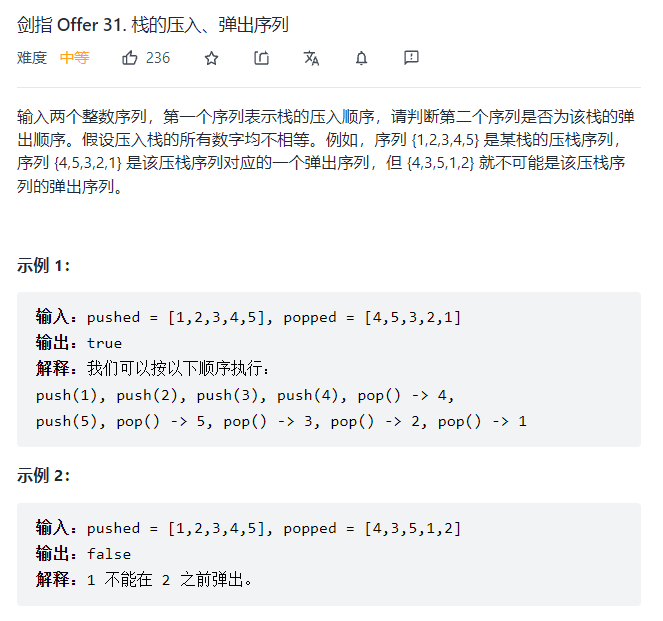 剑指 Offer 31. 栈的压入、弹出序列
难度 中等 236
输入两个整数序列，第一个序列表示栈的压入顺序，请判断第二个序列是否为该栈的弹
出顺序。假设压入栈的所有数字均不相等。例如，序列 {1,2,3,4,5} 是某栈的压栈序列，
序列 {4,5,3,2,1} 是该压栈序列对应的一个弹出序列，但 {4,3,5,1,2} 就不可能是该压栈序
列的弹出序列。
示例 1：
输入：pushed = [1,2,3,4,5], popped = [4,5,3,2,1]
输出：true
解释：我们可以按以下顺序执行：
push(1), push(2), push(3), push(4), pop() -> 4,
push(5), pop() -> 5, pop() -> 3, pop() -> 2, pop() -> 1
示例 2：
输入：pushed = [1,2,3,4,5], popped = [4,3,5,1,2]
输出：false
解释：1 不能在 2 之前弹出。